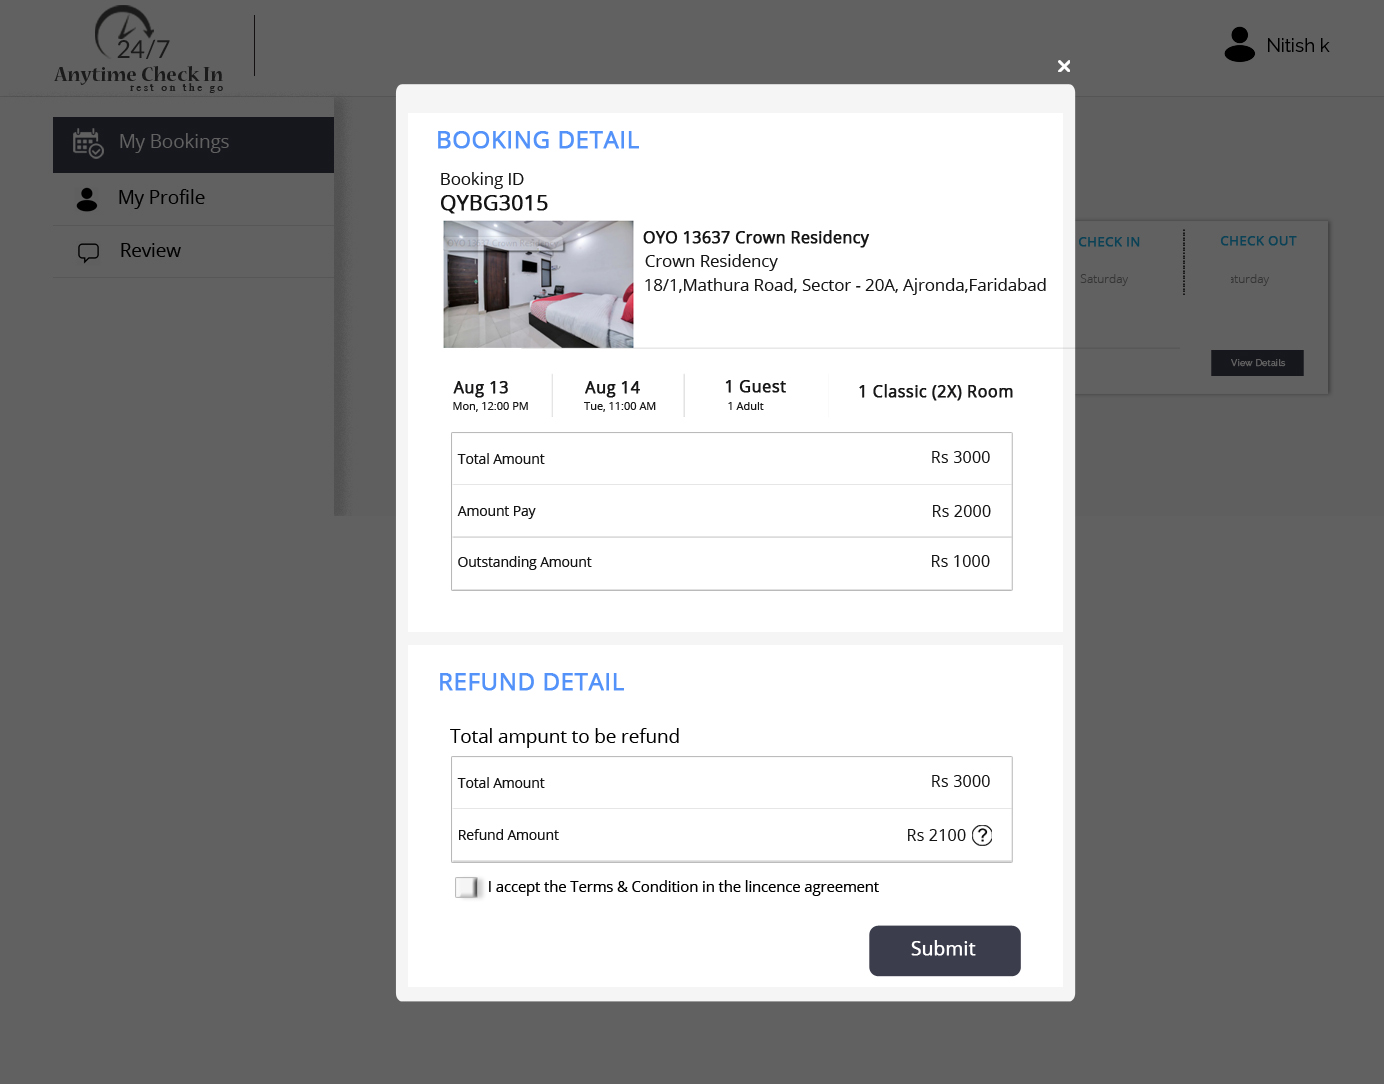 24/7
Anytime Check In
rest on the go
Nitish k
My Bookings
My Profile
Review
BOOKING DETAIL
Booking ID
QYBG3015
OYO 13637 Crown Residency
OYO 13637 Crown Residency
Crown Residency
18/1,Mathura Road, Sector - 20A, Ajronda,Faridabad
CHECK IN
CHECK OUT
Saturday
aturday
View Details
Aug 13
Mon, 12:00 PM
Aug 14
Tue, 11:00 AM
1 Guest
1 Adult
1 Classic (2X) Room
Total Amount Rs 3000
Amount Pay Rs 2000
Outstanding Amount Rs 1000
REFUND DETAIL
Total ampunt to be refund
Total Amount Rs 3000
Refund Amount Rs 2100 ?
I accept the Terms & Condition in the lincence agreement
Submit